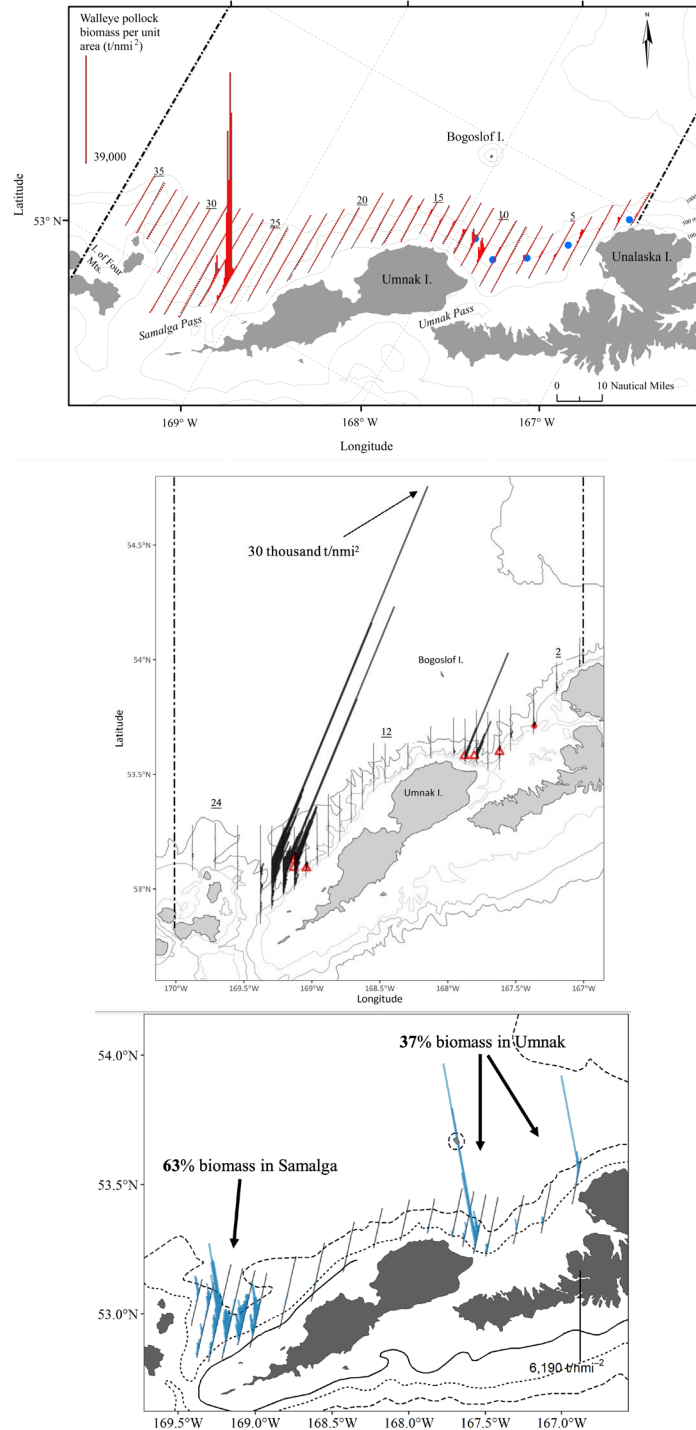 Walleye pollock
biomass per unit
area (t/nmi²)
39,000
N
Bogoslof I.
1000
500 m
100
35
30
25
20
15
10
5
Latitude
53° N
I. of Four
Mts.
Samalga Pass
Umnak I.
Umnak Pass
Unalaska I.
0 10 Nautical Miles
169° W 168° W 167° W
Longitude
30 thousand t/nmi²
54.5°N
54°N
53.5°N
53°N
Latitude
Bogoslof I.
2
12
Umnak I.
24
170°W 169.5°W 169°W 168.5°W 168°W 167.5°W 167°W
Longitude
37% biomass in Umnak
63% biomass in Samalga
54.0°N
53.5°N
53.0°N
6,190 t/nmi⁻²
169.5°W 169.0°W 168.5°W 168.0°W 167.5°W 167.0°W